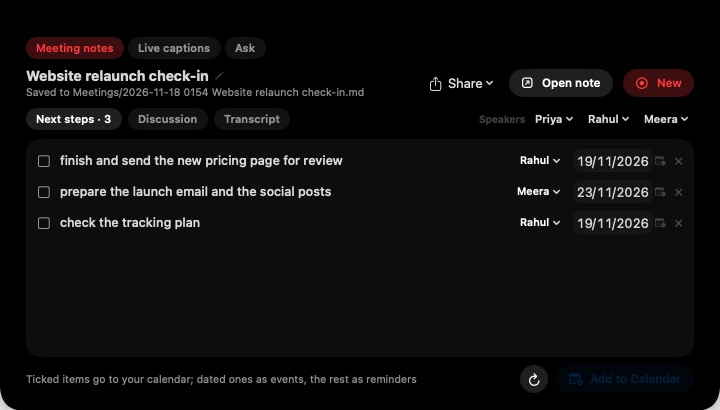 Meeting notes Live captions Ask
Website relaunch check-in
Saved to Meetings/2026-11-18 0154 Website relaunch check-in.md
Share Open note New
Next steps · 3 Discussion Transcript Speakers Priya Rahul Meera
finish and send the new pricing page for review Rahul 19/11/2026
prepare the launch email and the social posts Meera 23/11/2026
check the tracking plan Rahul 19/11/2026
Ticked items go to your calendar; dated ones as events, the rest as reminders Add to Calendar